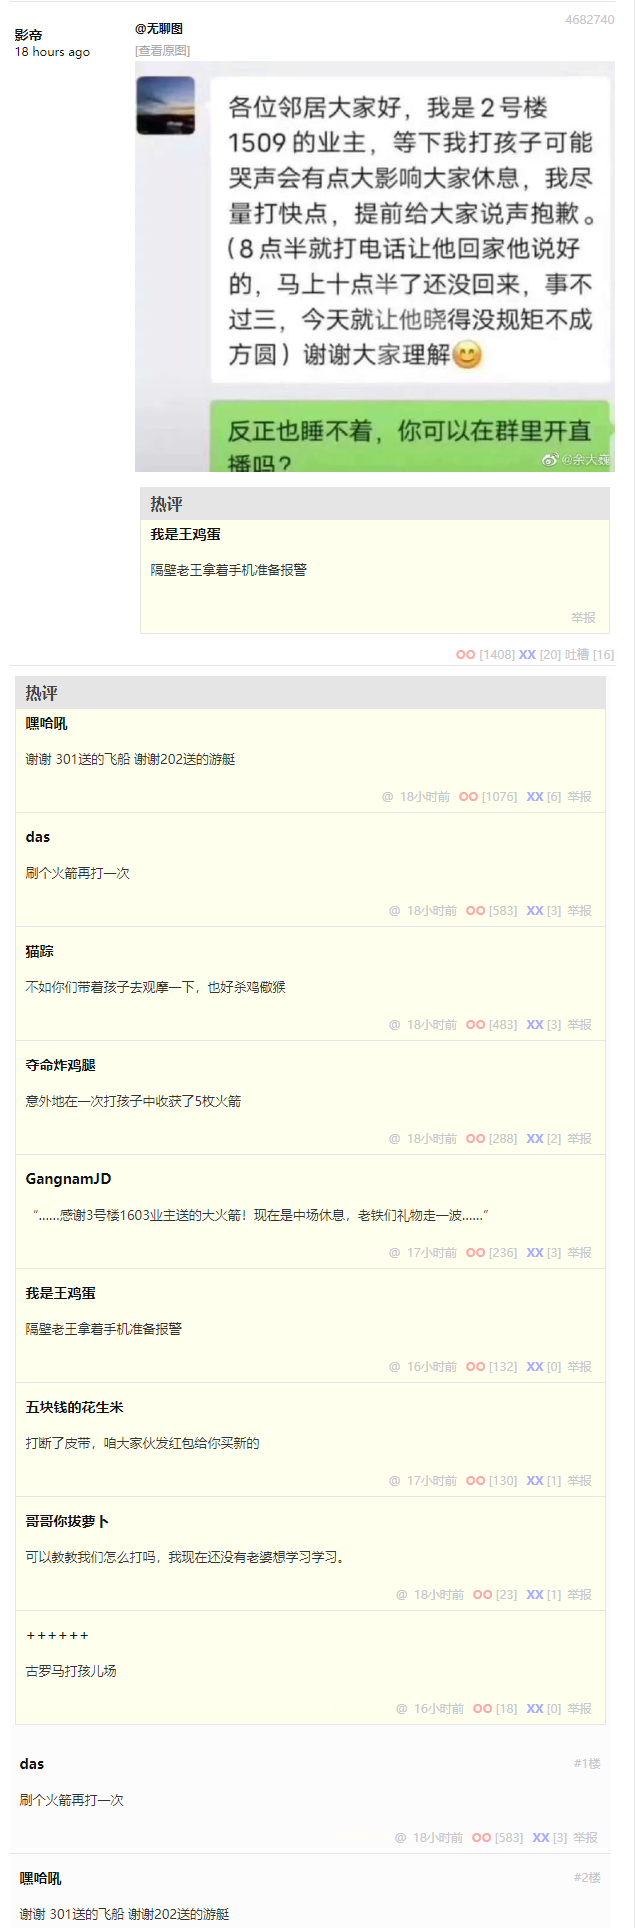 4682740
影帝
18 hours ago
@无聊图
[查看原图]
各位邻居大家好，我是2号楼
1509的业主，等下我打孩子可能
哭声会有点大影响大家休息，我尽
量打快点，提前给大家说声抱歉。
（8点半就打电话让他回家他说好
的，马上十点半了还没回来，事不
过三，今天就让他晓得没规矩不成
方圆）谢谢大家理解😊
反正也睡不着，你可以在群里开直
播吗?
@余大巍
热评
我是王鸡蛋
隔壁老王拿着手机准备报警
举报
OO [1408] XX [20] 吐槽 [16]
热评
嘿哈吼
谢谢 301送的飞船 谢谢202送的游艇
@ 18小时前 OO [1076] XX [6] 举报
das
刷个火箭再打一次
@ 18小时前 OO [583] XX [3] 举报
猫踪
不如你们带着孩子去观摩一下，也好杀鸡儆猴
@ 18小时前 OO [483] XX [3] 举报
夺命炸鸡腿
意外地在一次打孩子中收获了5枚火箭
@ 18小时前 OO [288] XX [2] 举报
GangnamJD
“……感谢3号楼1603业主送的大火箭！现在是中场休息，老铁们礼物走一波……”
@ 17小时前 OO [236] XX [3] 举报
我是王鸡蛋
隔壁老王拿着手机准备报警
@ 16小时前 OO [132] XX [0] 举报
五块钱的花生米
打断了皮带，咱大家伙发红包给你买新的
@ 17小时前 OO [130] XX [1] 举报
哥哥你拔萝卜
可以教教我们怎么打吗，我现在还没有老婆想学习学习。
@ 18小时前 OO [23] XX [1] 举报
++++++
古罗马打孩儿场
@ 16小时前 OO [18] XX [0] 举报
das #1楼
刷个火箭再打一次
@ 18小时前 OO [583] XX [3] 举报
嘿哈吼 #2楼
谢谢 301送的飞船 谢谢202送的游艇